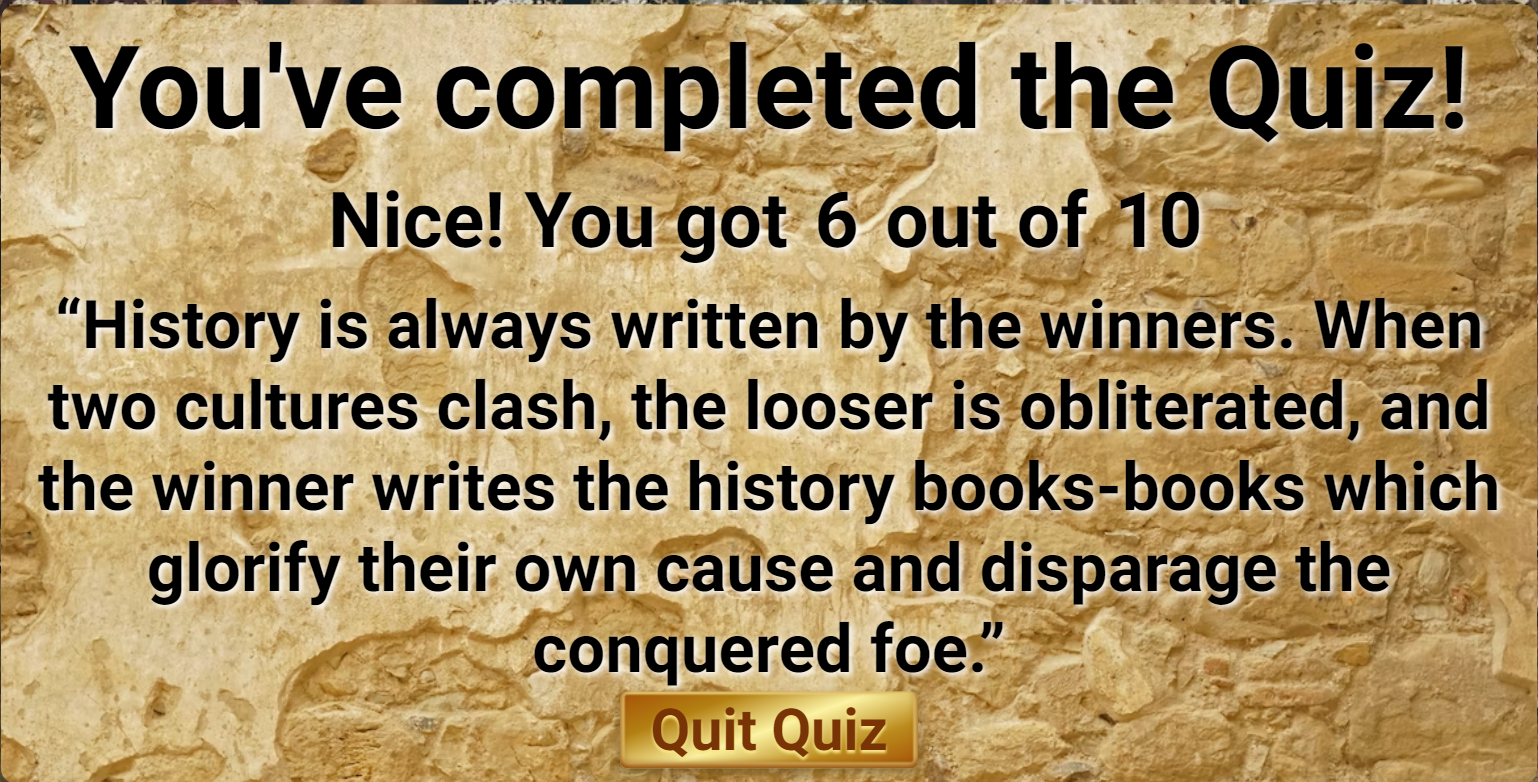 You've completed the Quiz!
Nice! You got 6 out of 10
“History is always written by the winners. When
two cultures clash, the looser is obliterated, and
the winner writes the history books-books which
glorify their own cause and disparage the
conquered foe.”
Quit Quiz